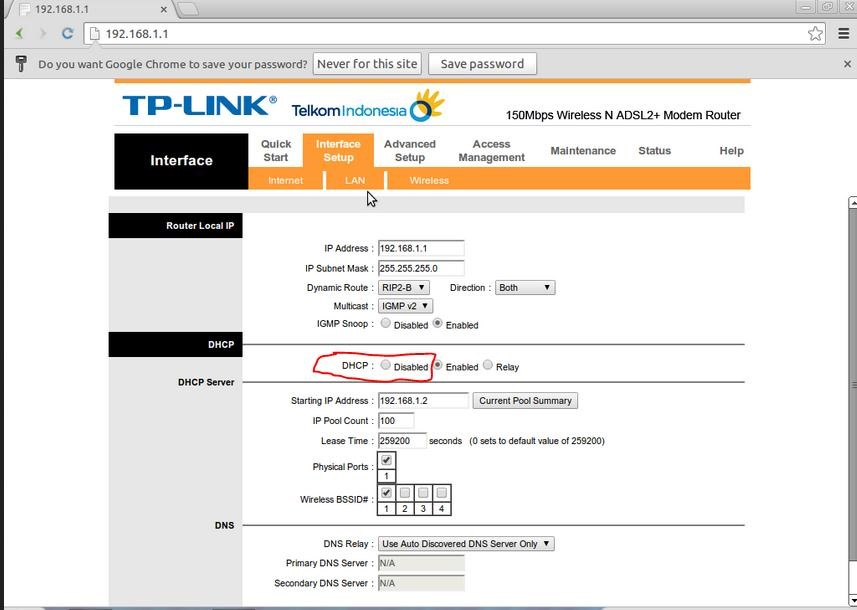 192.168.1.1
192.168.1.1
Do you want Google Chrome to save your password? Never for this site Save password
TP-LINK® TelkomIndonesia 150Mbps Wireless N ADSL2+ Modem Router
Interface Quick Start Interface Setup Advanced Setup Access Management Maintenance Status Help
Internet LAN Wireless
Router Local IP
IP Address : 192.168.1.1
IP Subnet Mask : 255.255.255.0
Dynamic Route : RIP2-B Direction : Both
Multicast : IGMP v2
IGMP Snoop : Disabled Enabled
DHCP
DHCP : Disabled Enabled Relay
DHCP Server
Starting IP Address : 192.168.1.2 Current Pool Summary
IP Pool Count : 100
Lease Time : 259200 seconds (0 sets to default value of 259200)
Physical Ports :
1
Wireless BSSID# :
1 2 3 4
DNS
DNS Relay : Use Auto Discovered DNS Server Only
Primary DNS Server : N/A
Secondary DNS Server : N/A